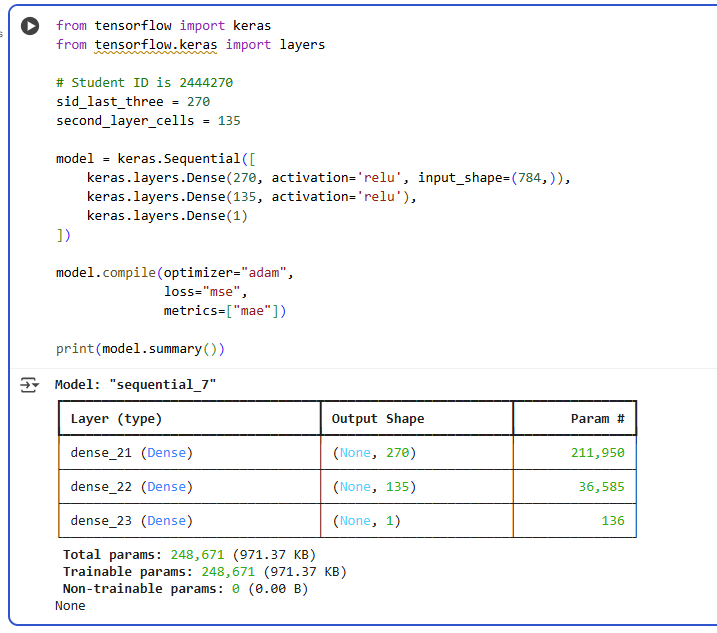 from tensorflow import keras
from tensorflow.keras import layers
# Student ID is 2444270
sid_last_three = 270
second_layer_cells = 135
model = keras.Sequential([
    keras.layers.Dense(270, activation='relu', input_shape=(784,)),
    keras.layers.Dense(135, activation='relu'),
    keras.layers.Dense(1)
])
model.compile(optimizer="adam",
              loss="mse",
              metrics=["mae"])
print(model.summary())
Model: "sequential_7"
Layer (type) Output Shape Param #
dense_21 (Dense) (None, 270) 211,950
dense_22 (Dense) (None, 135) 36,585
dense_23 (Dense) (None, 1) 136
Total params: 248,671 (971.37 KB)
Trainable params: 248,671 (971.37 KB)
Non-trainable params: 0 (0.00 B)
None